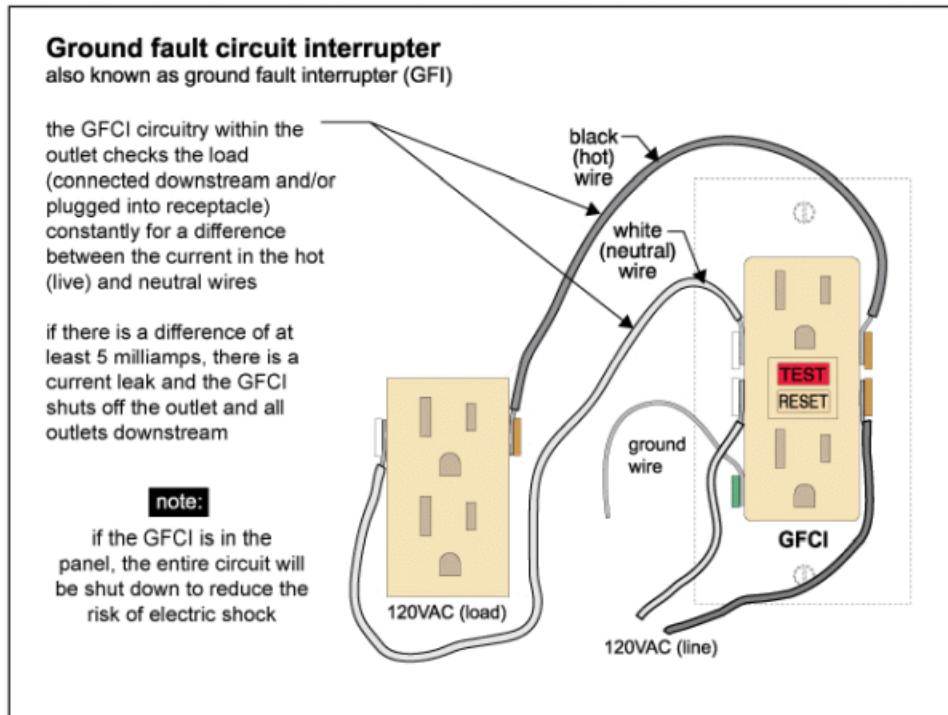 Ground fault circuit interrupter
also known as ground fault interrupter (GFI)
the GFCI circuitry within the
outlet checks the load
(connected downstream and/or
plugged into receptacle)
constantly for a difference
between the current in the hot
(live) and neutral wires
if there is a difference of at
least 5 milliamps, there is a
current leak and the GFCI
shuts off the outlet and all
outlets downstream
note:
if the GFCI is in the
panel, the entire circuit will
be shut down to reduce the
risk of electric shock
black
(hot)
wire
white
(neutral)
wire
TEST
RESET
ground
wire
GFCI
120VAC (load)
120VAC (line)